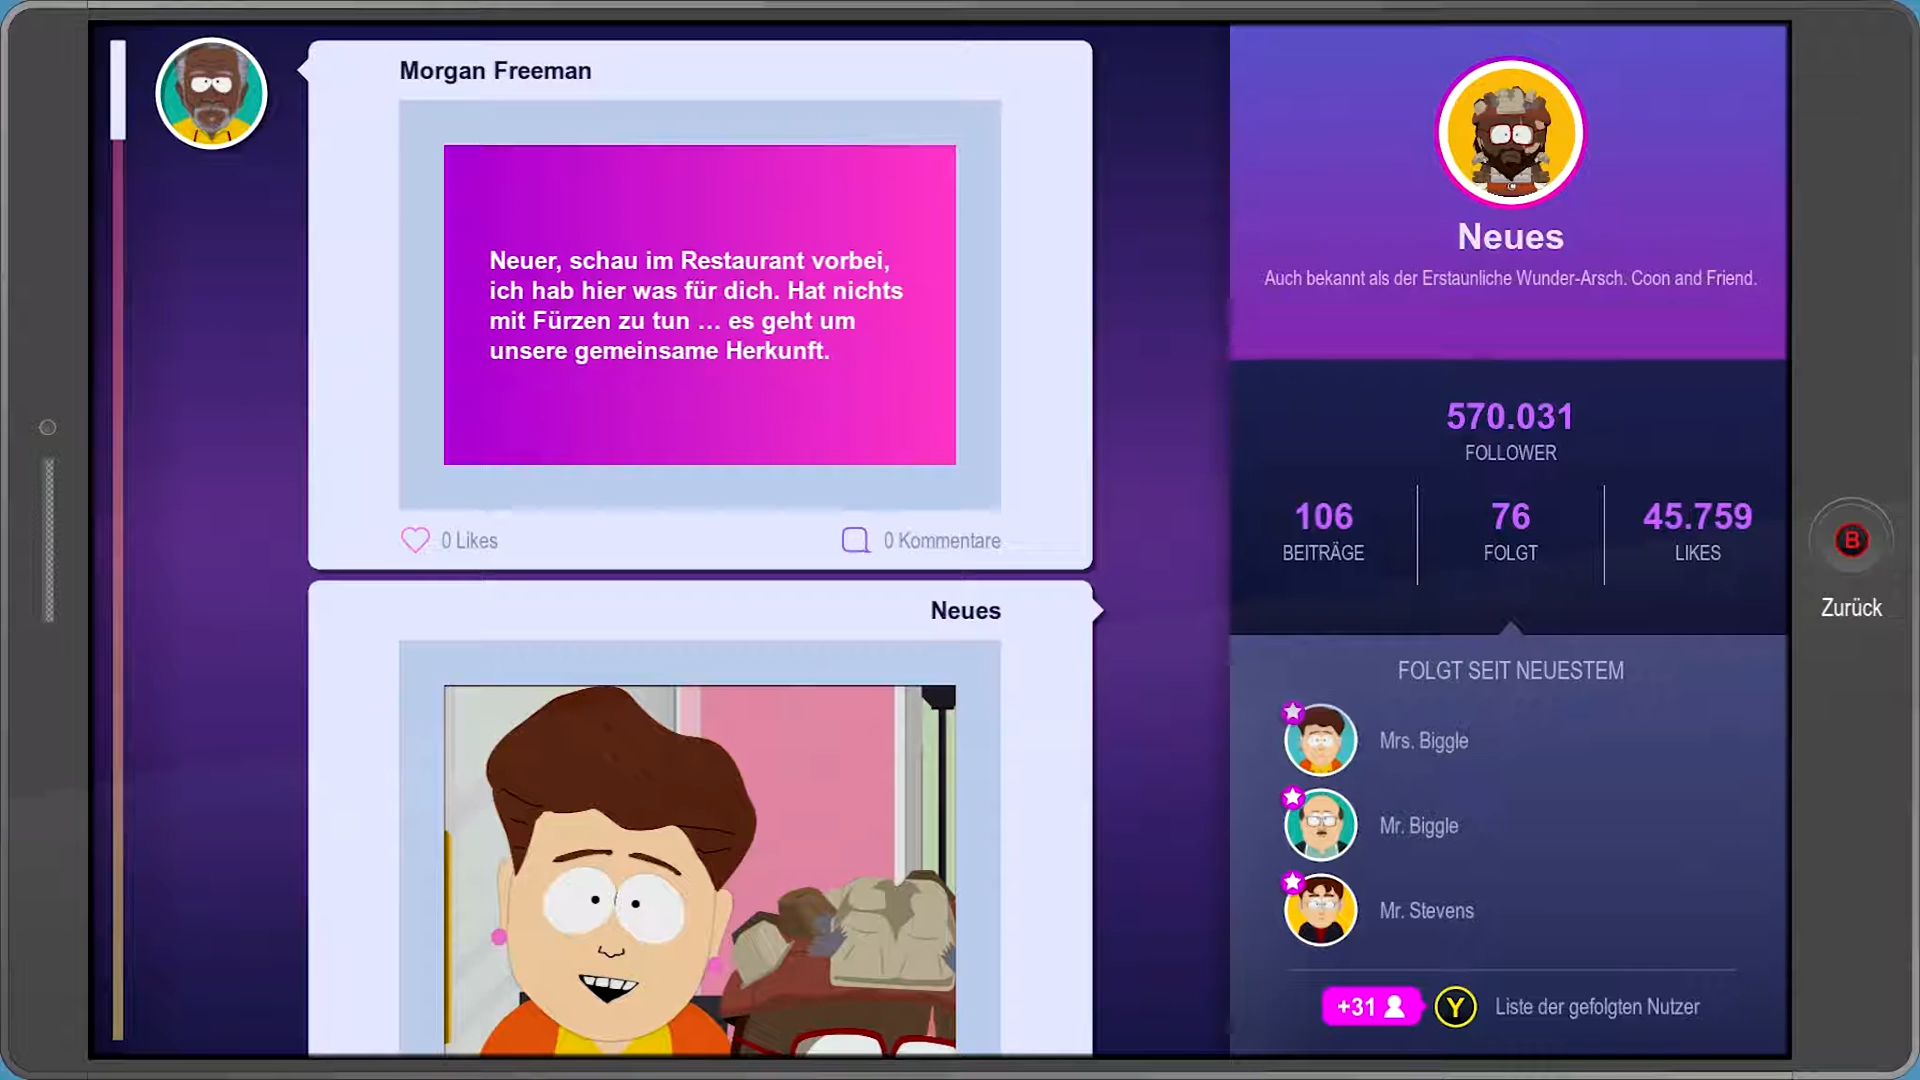 Morgan Freeman
Neuer, schau im Restaurant vorbei,
ich hab hier was für dich. Hat nichts
mit Fürzen zu tun … es geht um
unsere gemeinsame Herkunft.
0 Likes
0 Kommentare
Neues
Neues
Auch bekannt als der Erstaunliche Wunder-Arsch. Coon and Friend.
570.031
FOLLOWER
106
BEITRÄGE
76
FOLGT
45.759
LIKES
FOLGT SEIT NEUESTEM
Mrs. Biggle
Mr. Biggle
Mr. Stevens
+31
Y
Liste der gefolgten Nutzer
B
Zurück